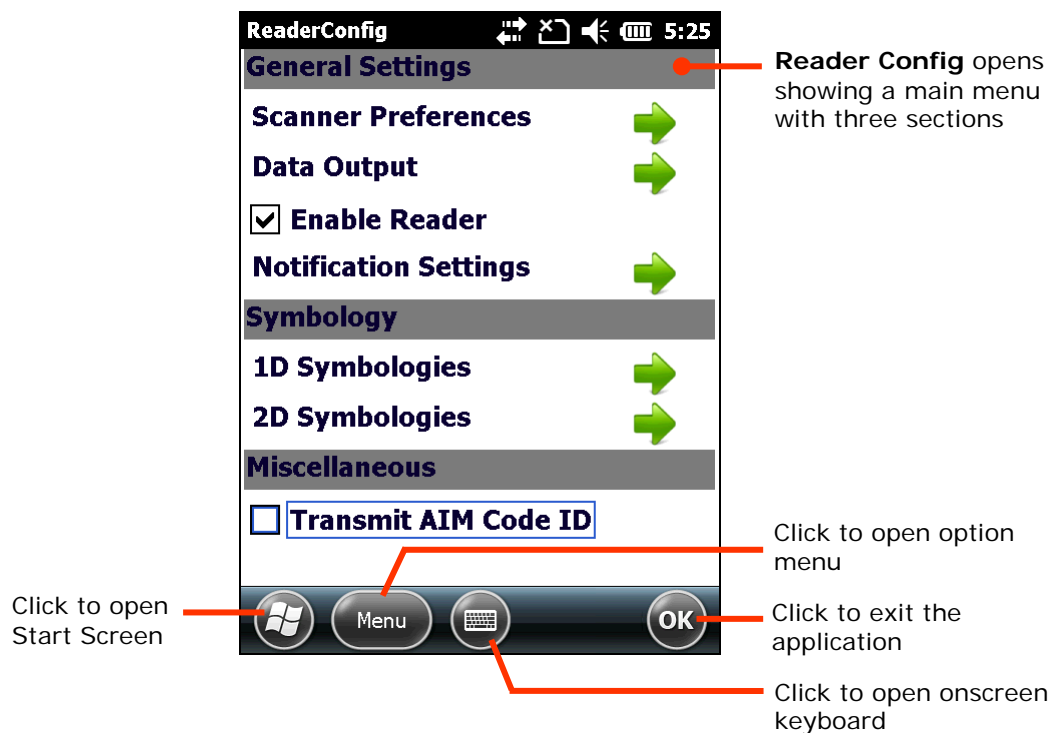 ReaderConfig 5:25
General Settings
Scanner Preferences
Data Output
Enable Reader
Notification Settings
Symbology
1D Symbologies
2D Symbologies
Miscellaneous
Transmit AIM Code ID
Menu
OK
Reader Config opens
showing a main menu
with three sections
Click to open option
menu
Click to open
Start Screen
Click to exit the
application
Click to open onscreen
keyboard